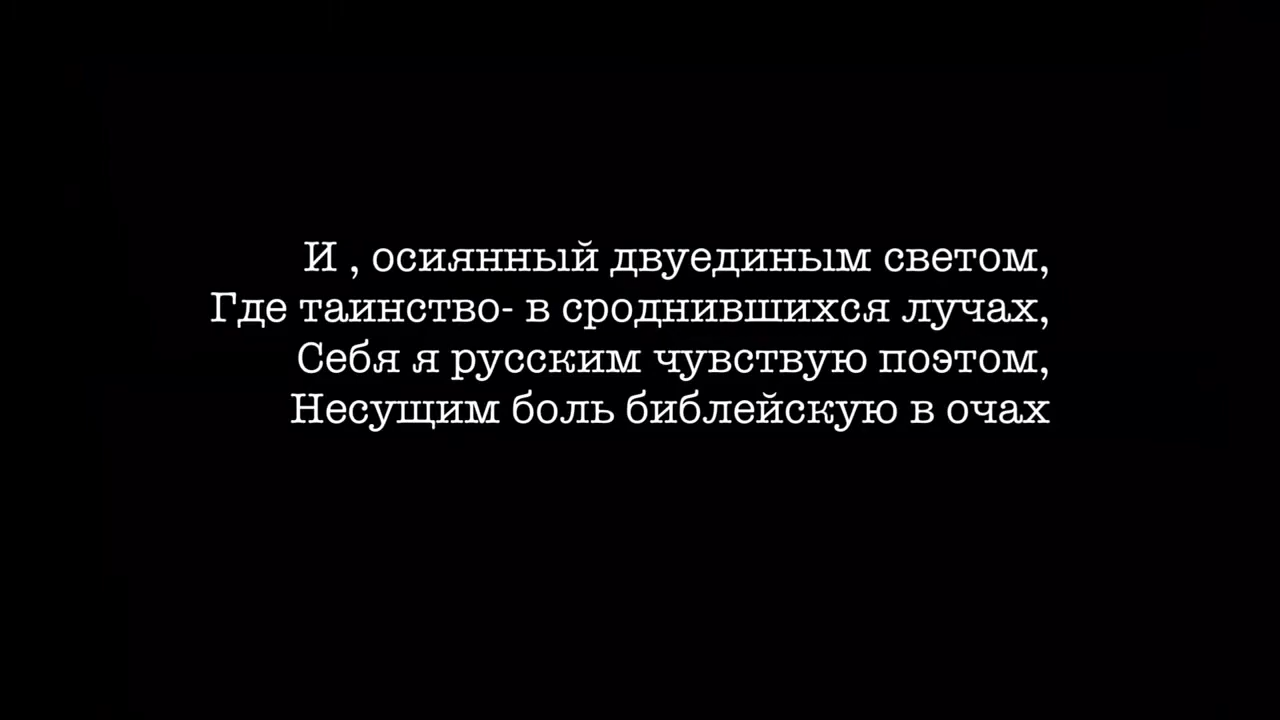 И , осиянный двуединым светом,
Где таинство- в сроднившихся лучах,
Себя я русским чувствую поэтом,
Несущим боль библейскую в очах